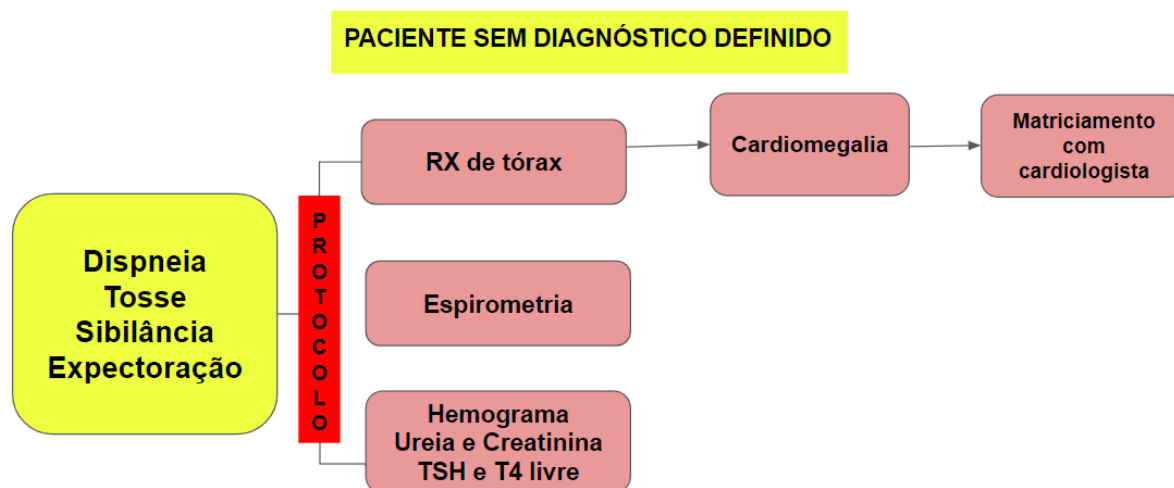 PACIENTE SEM DIAGNÓSTICO DEFINIDO
Dispneia
Tosse
Sibilância
Expectoração
PROTOCOLO
RX de tórax
Cardiomegalia
Matriciamento
com
cardiologista
Espirometria
Hemograma
Ureia e Creatinina
TSH e T4 livre